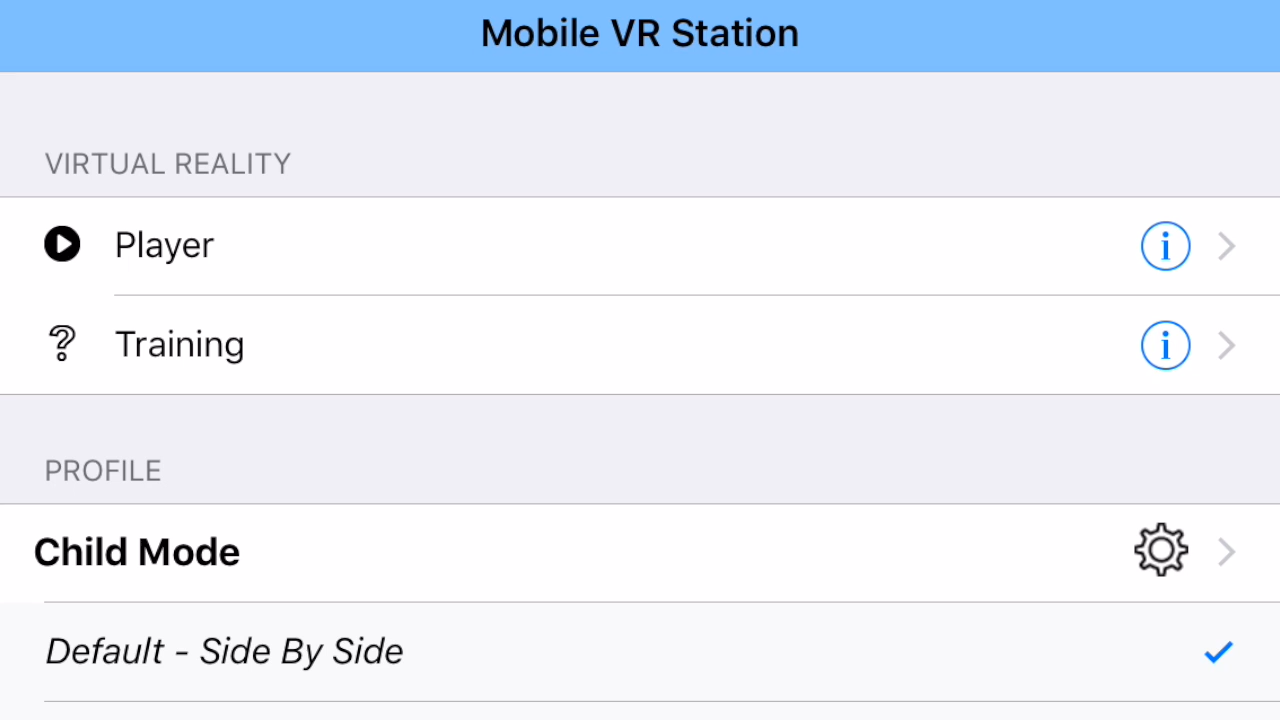 Mobile VR Station
VIRTUAL REALITY
Player
Training
PROFILE
Child Mode
Default - Side By Side